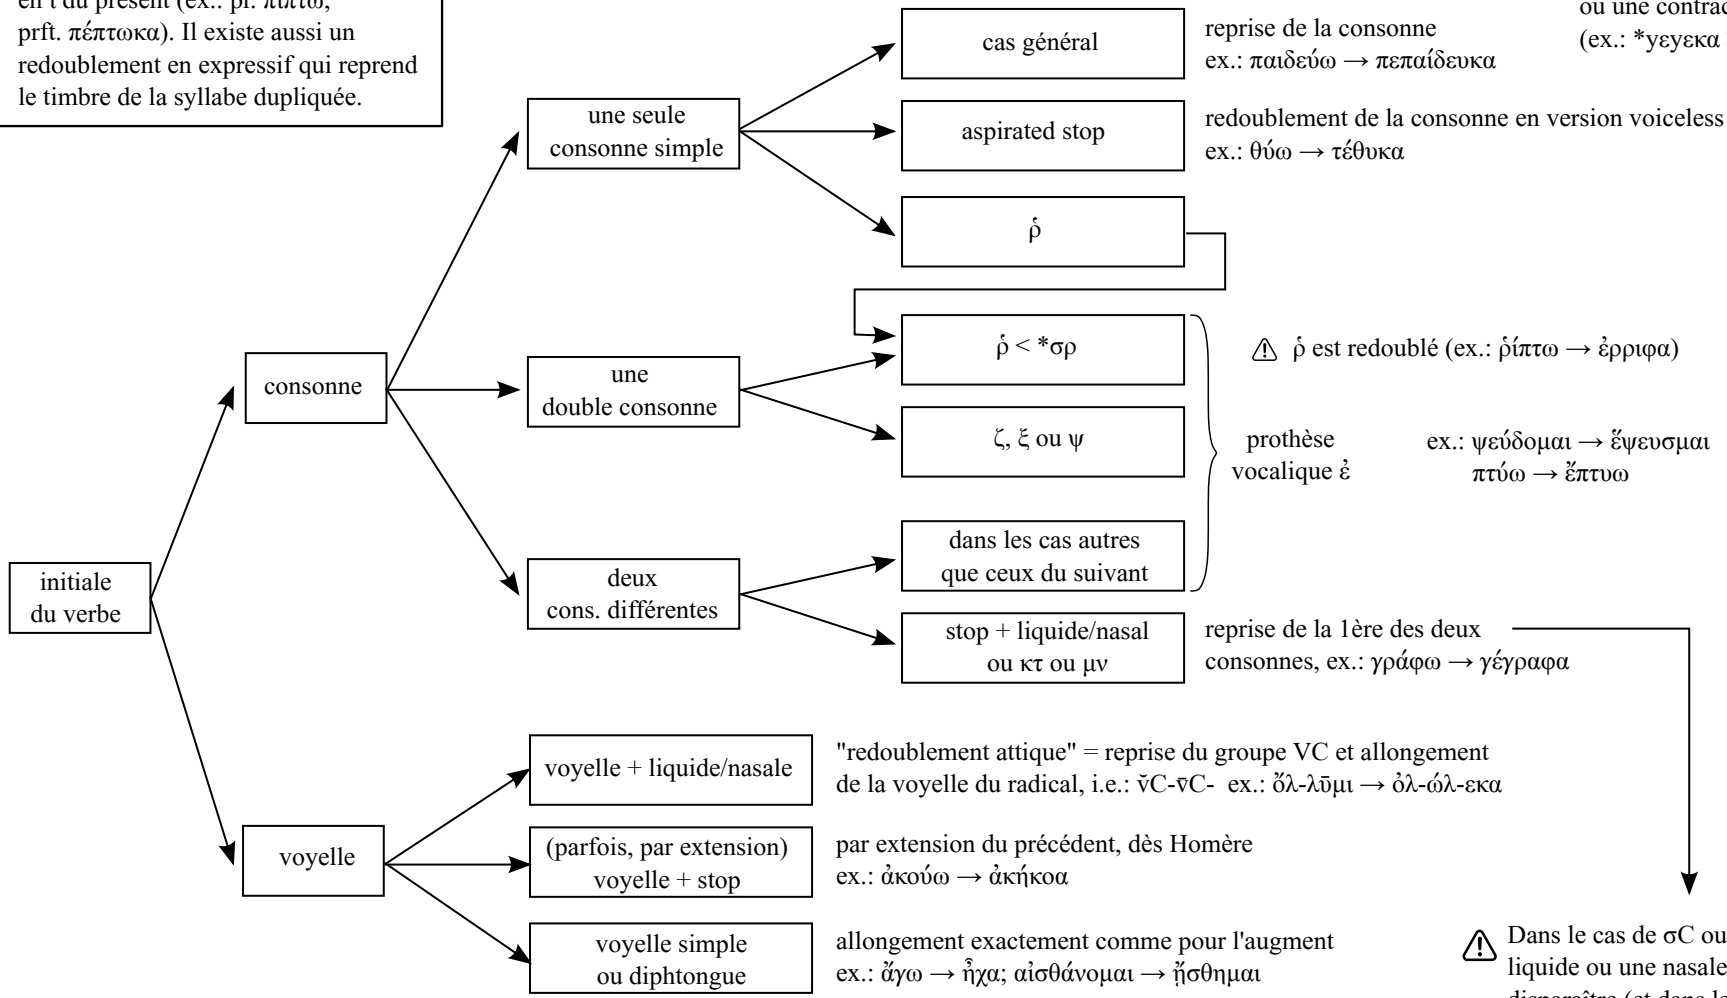 prft. πέπτωκα). Il existe aussi un
redoublement en expressif qui reprend
le timbre de la syllabe dupliquée.
ou une contrac
(ex.: *γεγεκα
initiale
du verbe
consonne
une seule
consonne simple
cas général
reprise de la consonne
ex.: παιδεύω → πεπαίδευκα
aspirated stop
redoublement de la consonne en version voiceless
ex.: θύω → τέθυκα
ῥ
une
double consonne
ῥ < *σρ
⚠ ῥ est redoublé (ex.: ῥίπτω → ἐρριφα)
ζ, ξ ou ψ
prothèse
vocalique ἐ
ex.: ψεύδομαι → ἕψευσμαι
πτύω → ἔπτυω
deux
cons. différentes
dans les cas autres
que ceux du suivant
stop + liquide/nasal
ou κτ ou μν
reprise de la 1ère des deux
consonnes, ex.: γράφω → γέγραφα
voyelle
voyelle + liquide/nasale
"redoublement attique" = reprise du groupe VC et allongement
de la voyelle du radical, i.e.: v̆C-v̄C- ex.: ὄλ-λῡμι → ὀλ-ώλ-εκα
(parfois, par extension)
voyelle + stop
par extension du précédent, dès Homère
ex.: ἀκούω → ἀκήκοα
voyelle simple
ou diphtongue
allongement exactement comme pour l'augment
ex.: ἄγω → ἦχα; αἰσθάνομαι → ᾔσθημαι
⚠ Dans le cas de σC ou
liquide ou une nasale